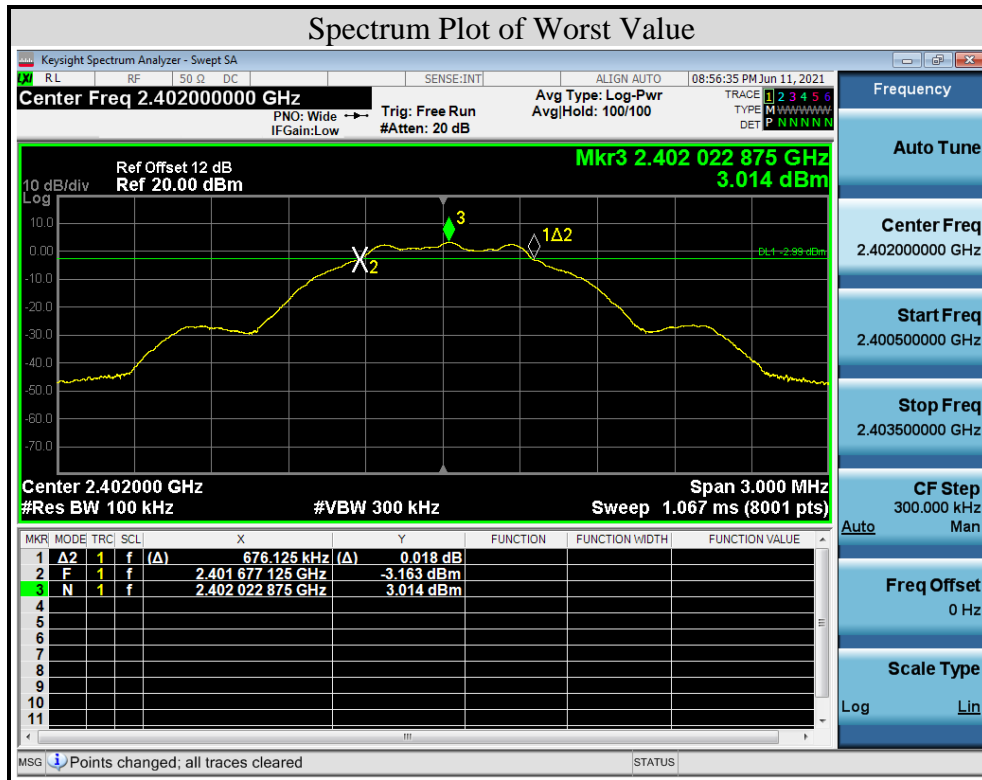 Spectrum Plot of Worst Value
Keysight Spectrum Analyzer - Swept SA
LXI RL RF 50 Ω DC SENSE:INT ALIGN AUTO 08:56:35 PM Jun 11, 2021
Center Freq 2.402000000 GHz
PNO: Wide
IFGain:Low
Trig: Free Run
#Atten: 20 dB
Avg Type: Log-Pwr
Avg|Hold: 100/100
TRACE 1 2 3 4 5 6
TYPE M WWWWW
DET P N N N N N
Mkr3 2.402 022 875 GHz
3.014 dBm
Ref Offset 12 dB
10 dB/div Ref 20.00 dBm
Log
10.0
0.00
-10.0
-20.0
-30.0
-40.0
-50.0
-60.0
-70.0
3
1Δ2
2
DL1 -2.99 dBm
Center 2.402000 GHz Span 3.000 MHz
#Res BW 100 kHz #VBW 300 kHz Sweep 1.067 ms (8001 pts)
MKR MODE TRC SCL X Y FUNCTION FUNCTION WIDTH FUNCTION VALUE
1 Δ2 1 f (Δ) 676.125 kHz (Δ) 0.018 dB
2 F 1 f 2.401 677 125 GHz -3.163 dBm
3 N 1 f 2.402 022 875 GHz 3.014 dBm
4
5
6
7
8
9
10
11
MSG Points changed; all traces cleared STATUS
Frequency
Auto Tune
Center Freq
2.402000000 GHz
Start Freq
2.400500000 GHz
Stop Freq
2.403500000 GHz
CF Step
300.000 kHz
Auto Man
Freq Offset
0 Hz
Scale Type
Log Lin